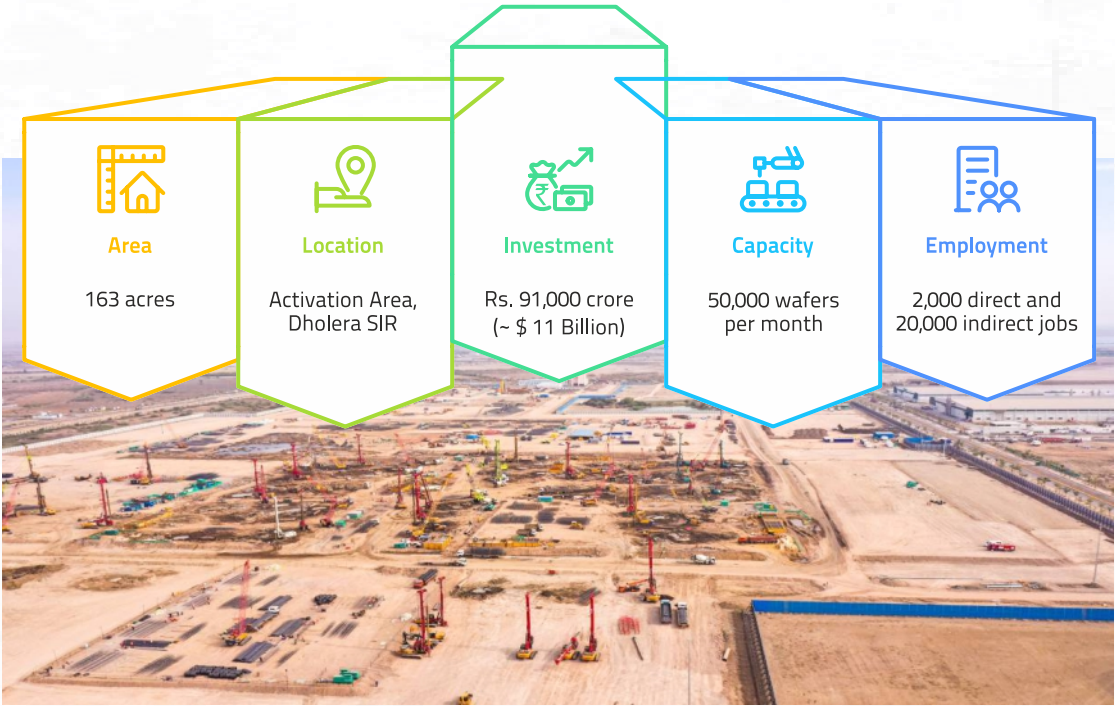 Area
163 acres
Location
Activation Area,
Dholera SIR
Investment
Rs. 91,000 crore
(~ $ 11 Billion)
Capacity
50,000 wafers
per month
Employment
2,000 direct and
20,000 indirect jobs